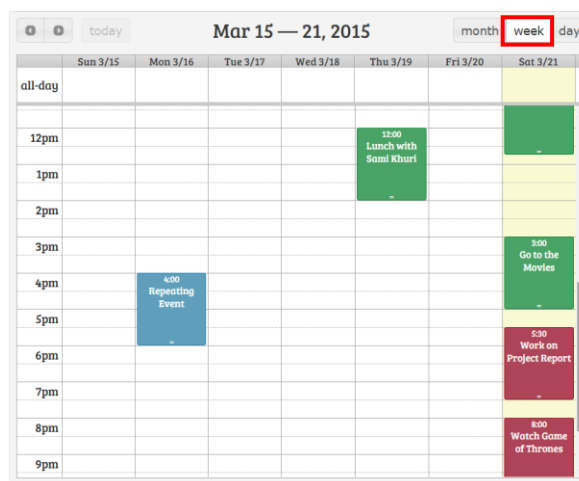 today
Mar 15 — 21, 2015
month week day
Sun 3/15 Mon 3/16 Tue 3/17 Wed 3/18 Thu 3/19 Fri 3/20 Sat 3/21
all-day
12pm
12:00
Lunch with
Sami Khuri
1pm
2pm
3pm
3:00
Go to the
Movies
4pm
4:00
Repeating
Event
5pm
5:30
Work on
Project Report
6pm
7pm
8pm
8:00
Watch Game
of Thrones
9pm